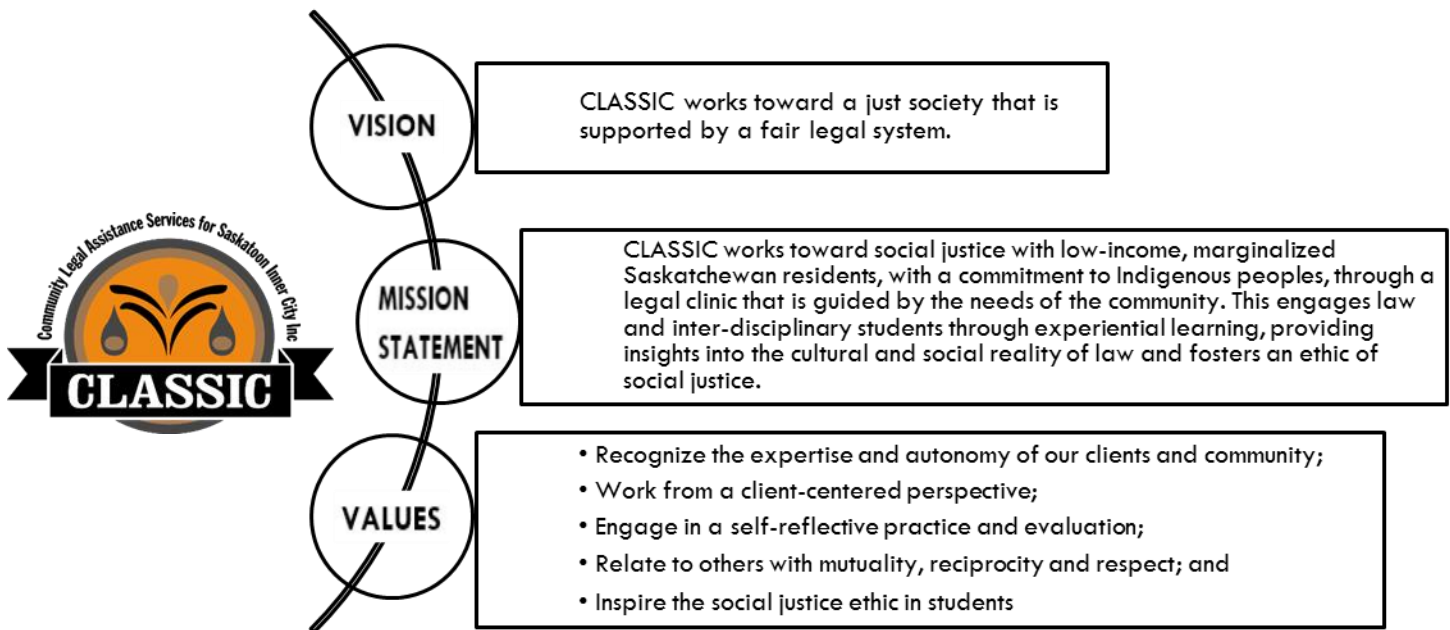 Community Legal Assistance Services for Saskatoon Inner City Inc
CLASSIC
VISION
CLASSIC works toward a just society that is
supported by a fair legal system.
MISSION
STATEMENT
CLASSIC works toward social justice with low-income, marginalized
Saskatchewan residents, with a commitment to Indigenous peoples, through a
legal clinic that is guided by the needs of the community. This engages law
and inter-disciplinary students through experiential learning, providing
insights into the cultural and social reality of law and fosters an ethic of
social justice.
VALUES
• Recognize the expertise and autonomy of our clients and community;
• Work from a client-centered perspective;
• Engage in a self-reflective practice and evaluation;
• Relate to others with mutuality, reciprocity and respect; and
• Inspire the social justice ethic in students